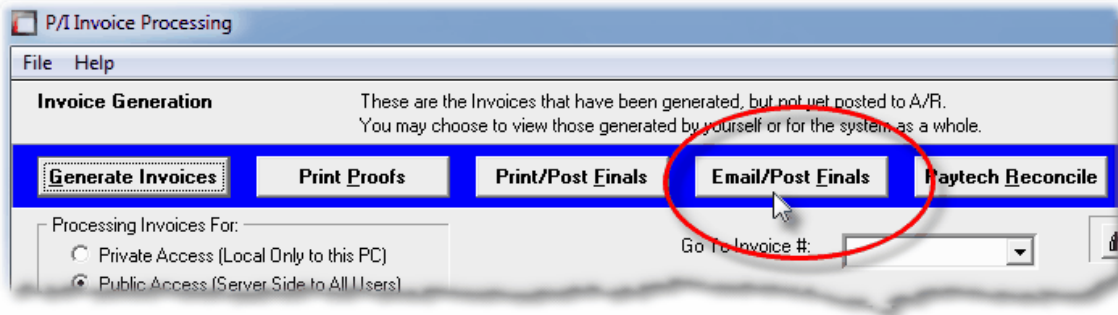 P/I Invoice Processing
File Help
Invoice Generation
These are the Invoices that have been generated, but not yet posted to A/R.
You may choose to view those generated by yourself or for the system as a whole.
Generate Invoices Print Proofs Print/Post Finals Email/Post Finals Paytech Reconcile
Processing Invoices For:
Private Access (Local Only to this PC)
Go To Invoice #:
Public Access (Server Side to All Users)